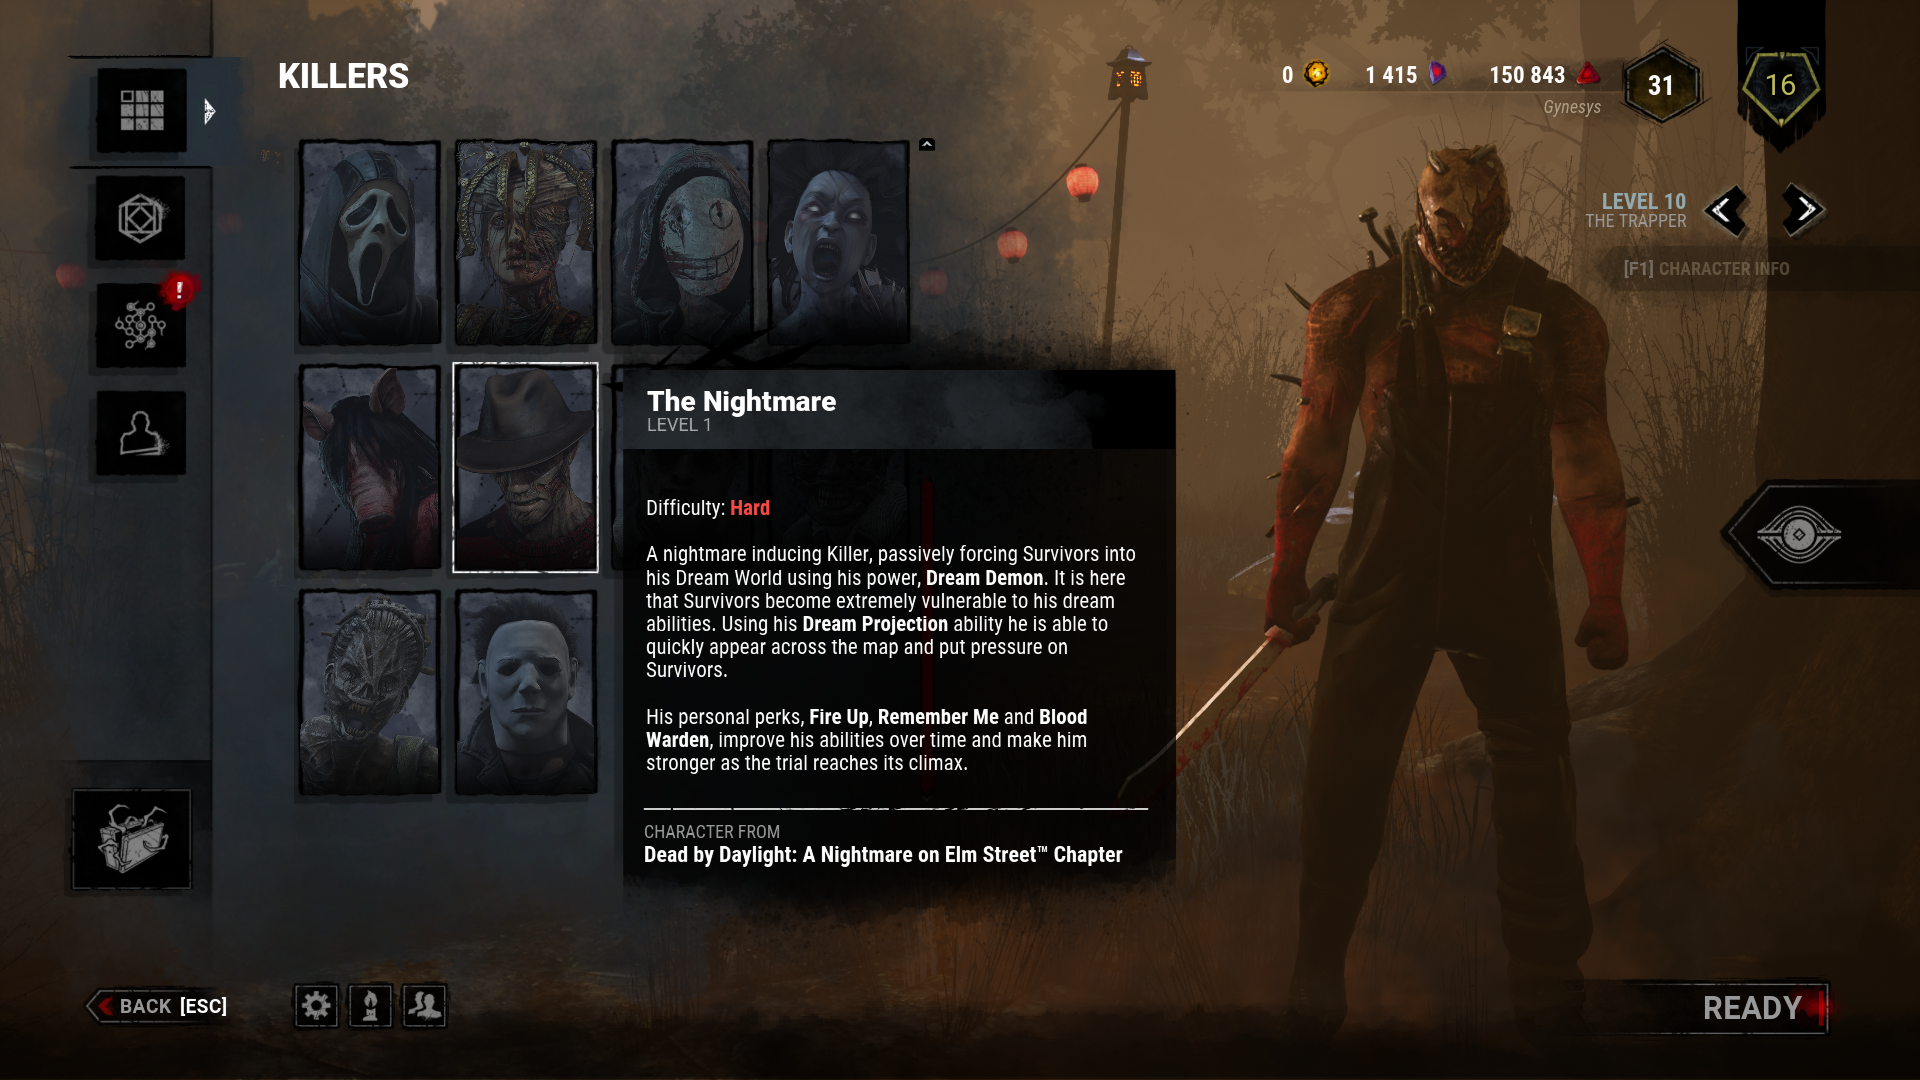 KILLERS
0
1 415
150 843
Gynesys
31
16
LEVEL 10
THE TRAPPER
[F1] CHARACTER INFO
The Nightmare
LEVEL 1
Difficulty: Hard
A nightmare inducing Killer, passively forcing Survivors into
his Dream World using his power, Dream Demon. It is here
that Survivors become extremely vulnerable to his dream
abilities. Using his Dream Projection ability he is able to
quickly appear across the map and put pressure on
Survivors.
His personal perks, Fire Up, Remember Me and Blood
Warden, improve his abilities over time and make him
stronger as the trial reaches its climax.
CHARACTER FROM
Dead by Daylight: A Nightmare on Elm Street™ Chapter
BACK [ESC]
READY